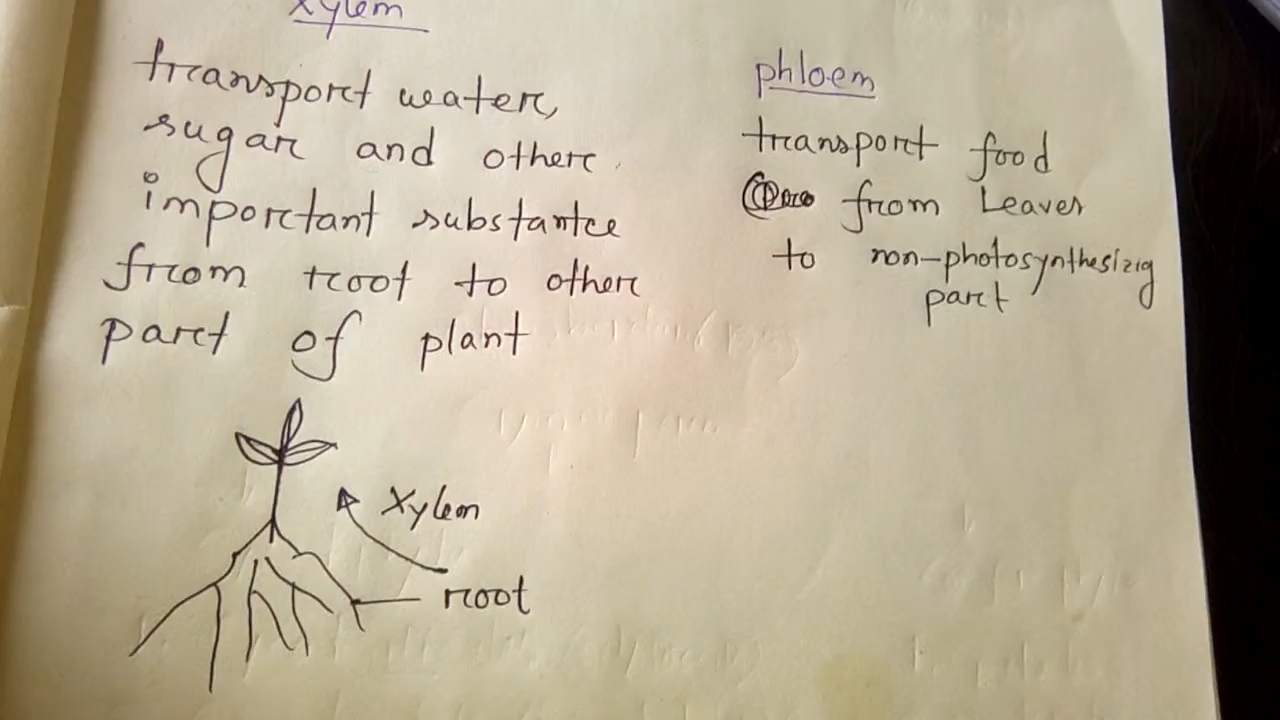 xylem
transport water,
sugar and other
important substance
from root to other
part of plant
phloem
transport food
from Leaves
to non-photosynthesizig
part
Xylem
root